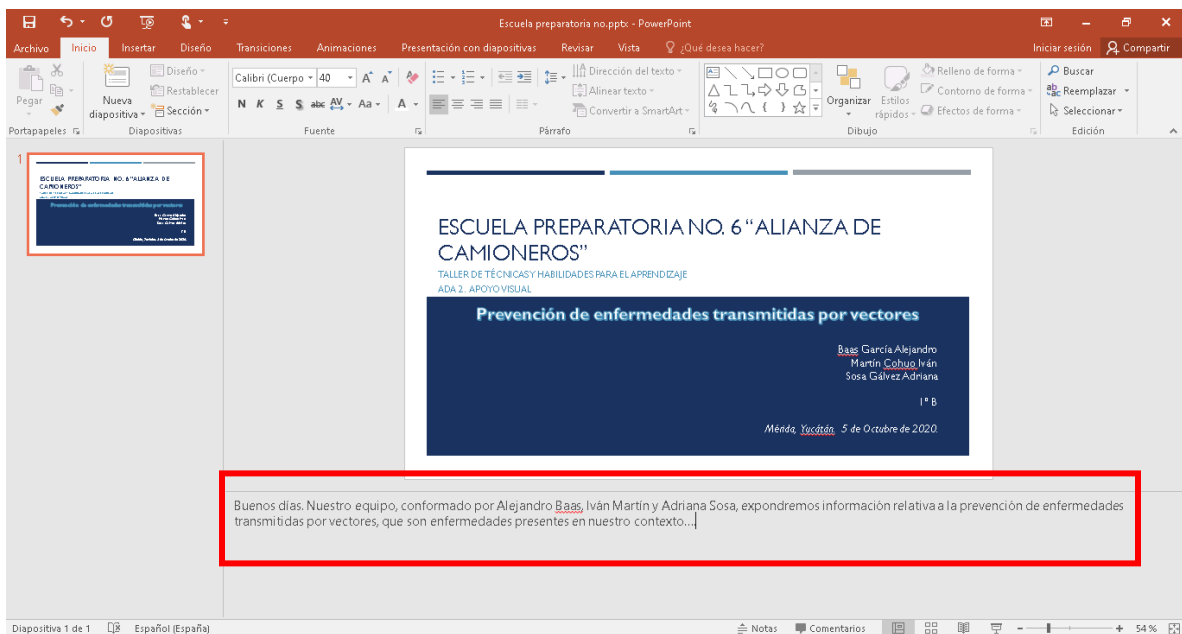 Escuela preparatoria no.pptx - PowerPoint
Archivo Inicio Insertar Diseño Transiciones Animaciones Presentación con diapositivas Revisar Vista ¿Qué desea hacer? Iniciar sesión Compartir
Pegar
Portapapeles
Nueva diapositiva
Diseño
Restablecer
Sección
Diapositivas
Calibri (Cuerpo 40
N K S S abc AV Aa A
Fuente
Dirección del texto
Alinear texto
Convertir a SmartArt
Párrafo
Organizar
Estilos rápidos
Relleno de forma
Contorno de forma
Efectos de forma
Dibujo
Buscar
Reemplazar
Seleccionar
Edición
1
ESCUELA PREPARATORIA NO. 6 “ALIANZA DE
CAMIONEROS”
TALLER DE TÉCNICAS Y HABILIDADES PARA EL APRENDIZAJE
ADA 2. APOYO VISUAL
Prevención de enfermedades transmitidas por vectores
Baas García Alejandro
Martín Cohuo Iván
Sosa Gálvez Adriana
1° B
Mérida, Yucátán. 5 de Octubre de 2020.
Buenos días. Nuestro equipo, conformado por Alejandro Baas, Iván Martín y Adriana Sosa, expondremos información relativa a la prevención de enfermedades
transmitidas por vectores, que son enfermedades presentes en nuestro contexto...
Diapositiva 1 de 1 Español (España) Notas Comentarios 54 %